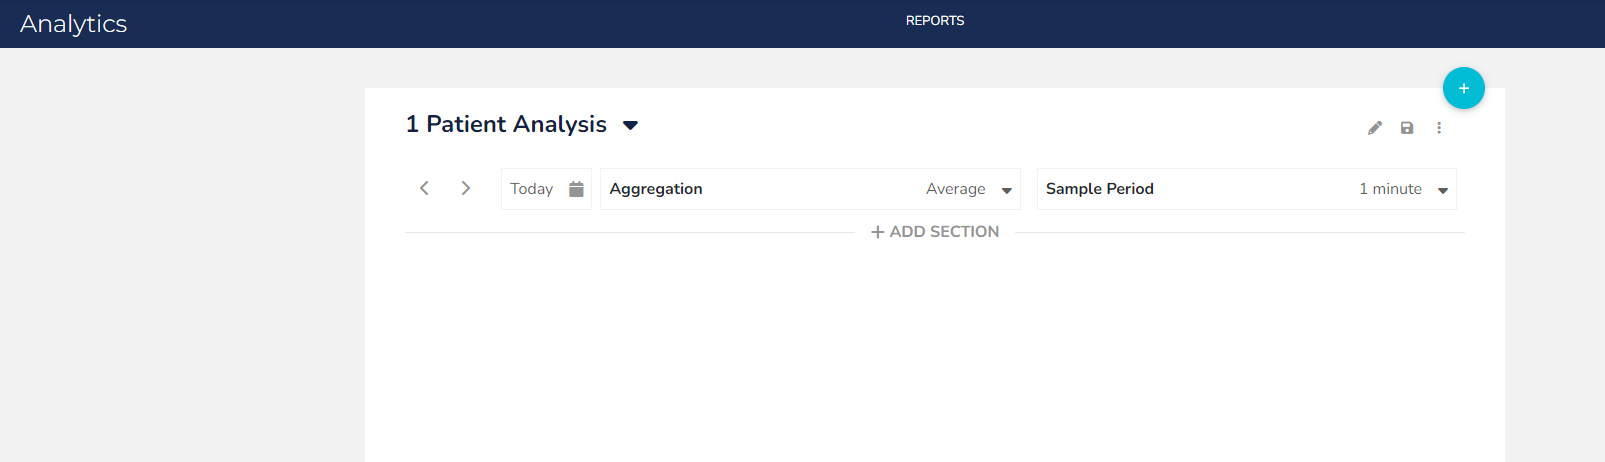 Analytics
REPORTS
+
1 Patient Analysis
Today
Aggregation Average
Sample Period 1 minute
+ ADD SECTION